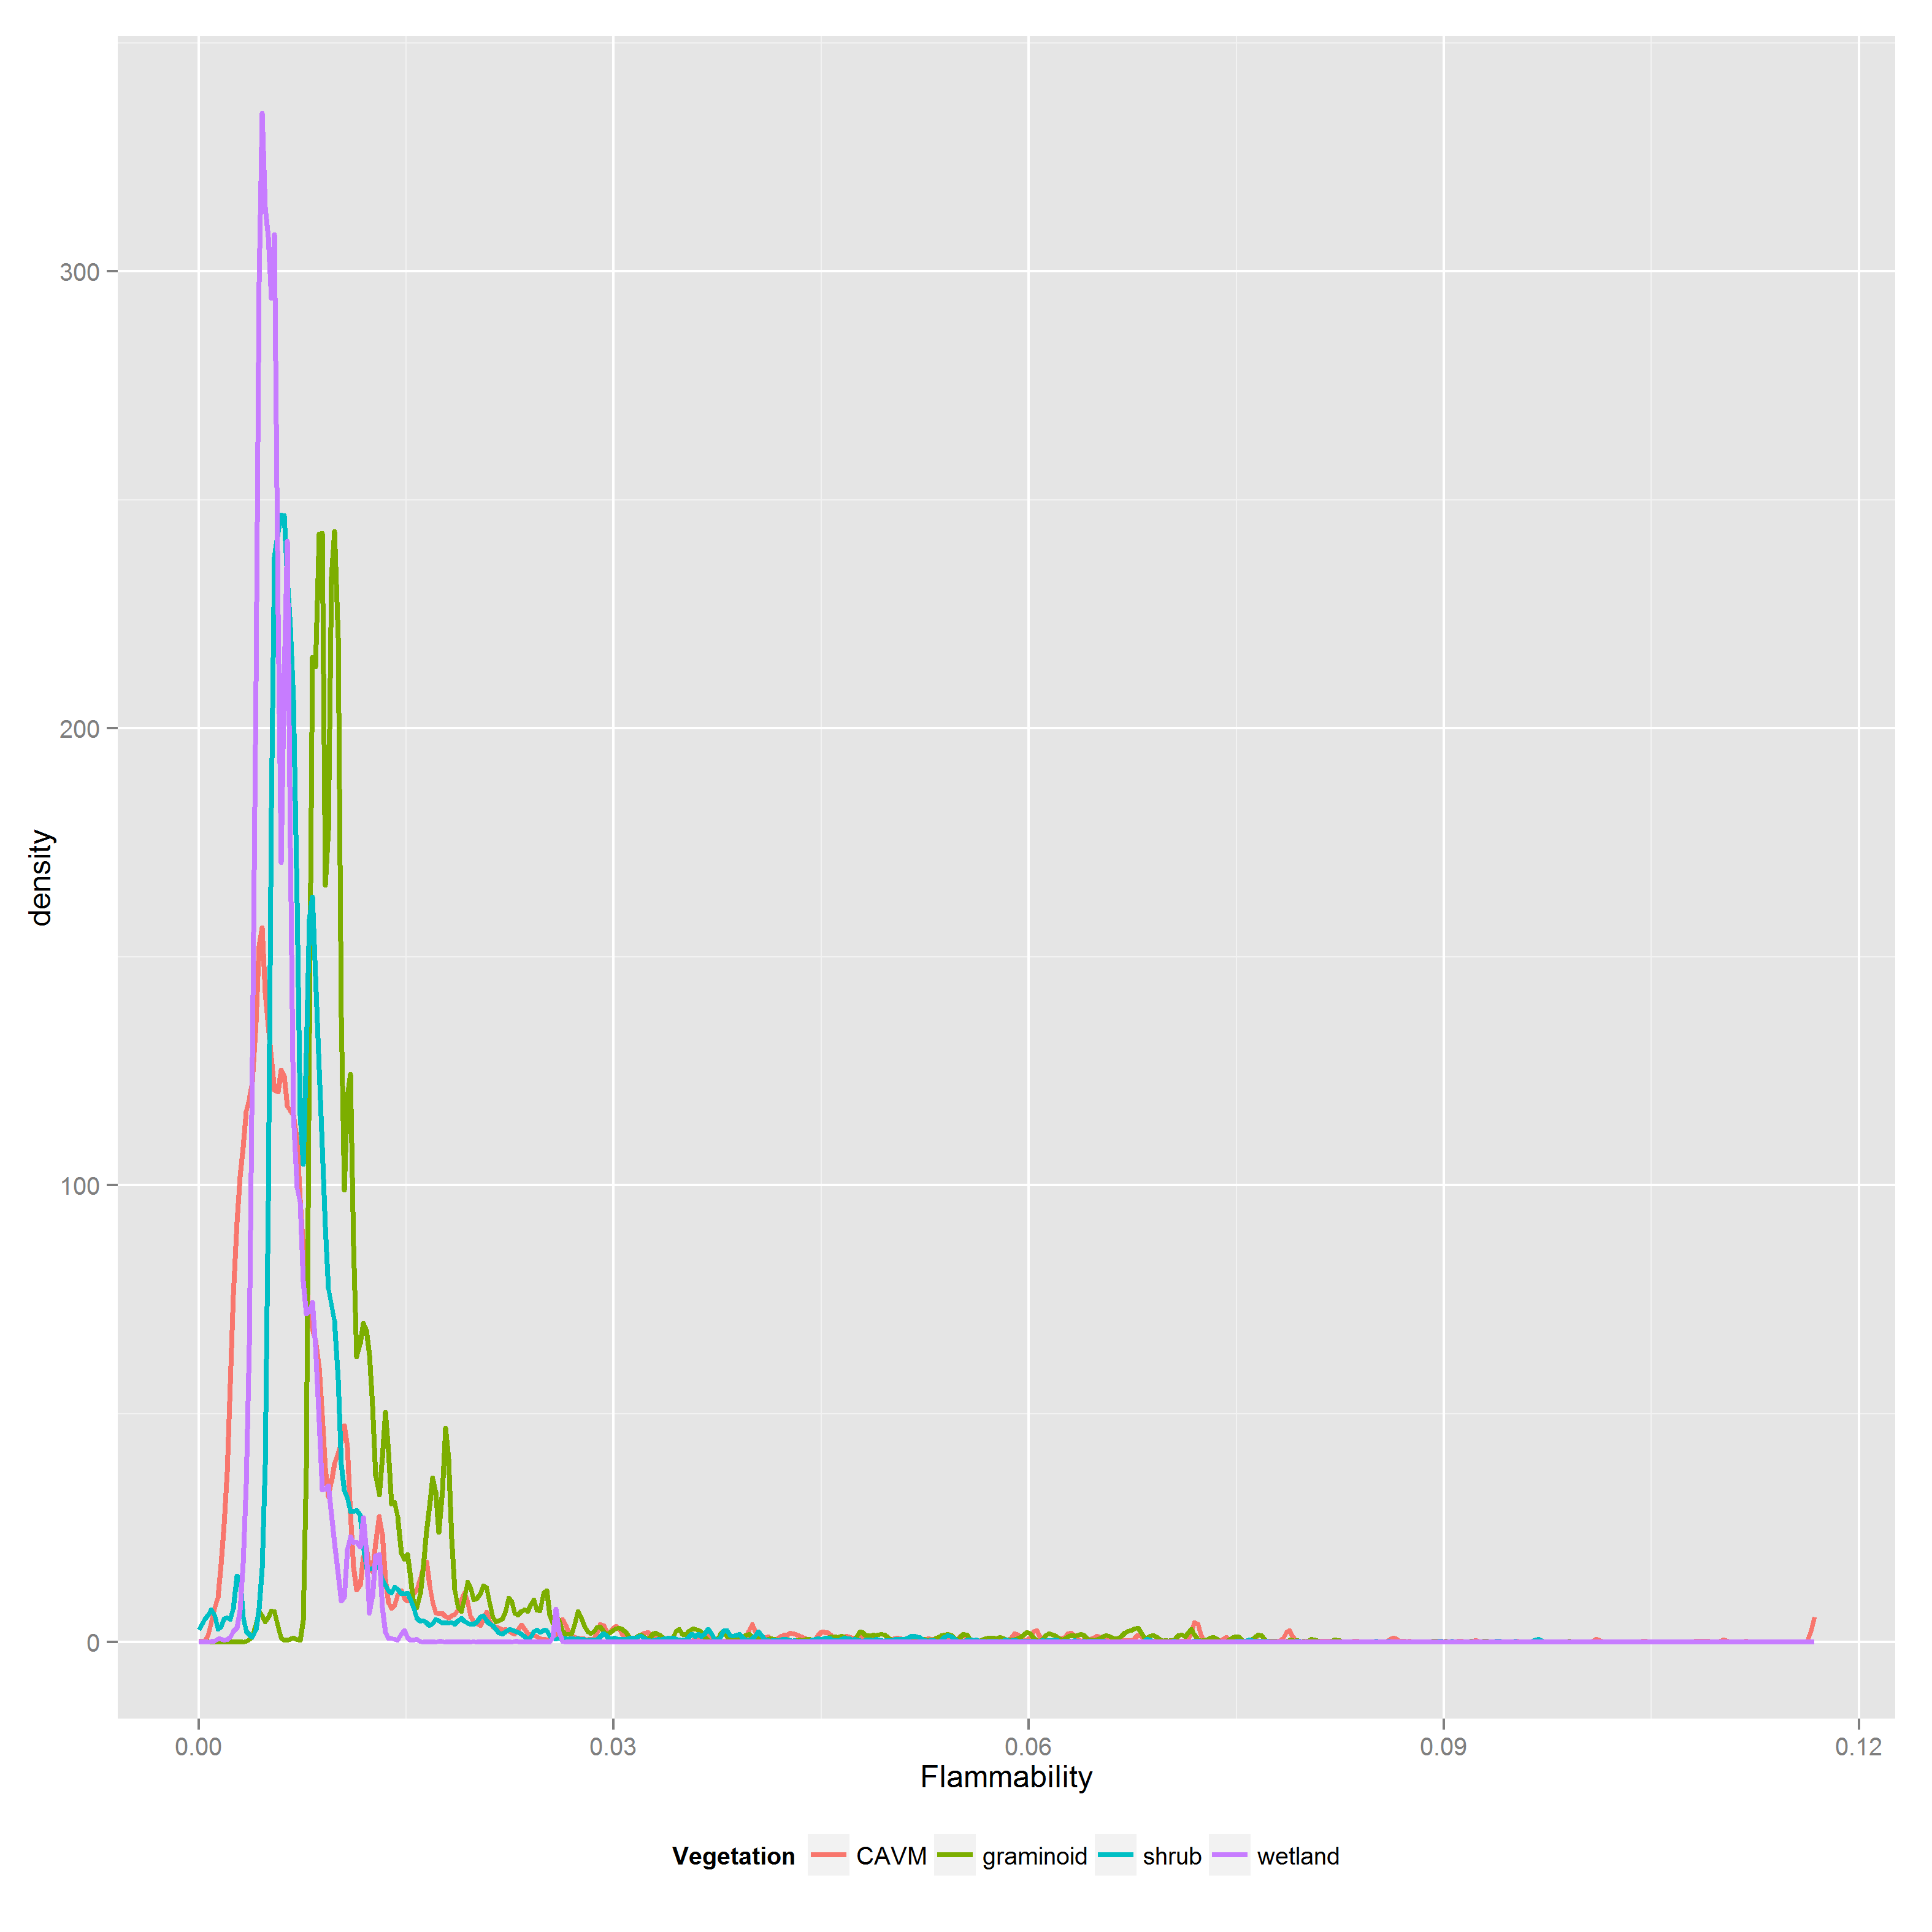 300
200
100
0
density
0.00 0.03 0.06 0.09 0.12
Flammability
Vegetation CAVM graminoid shrub wetland